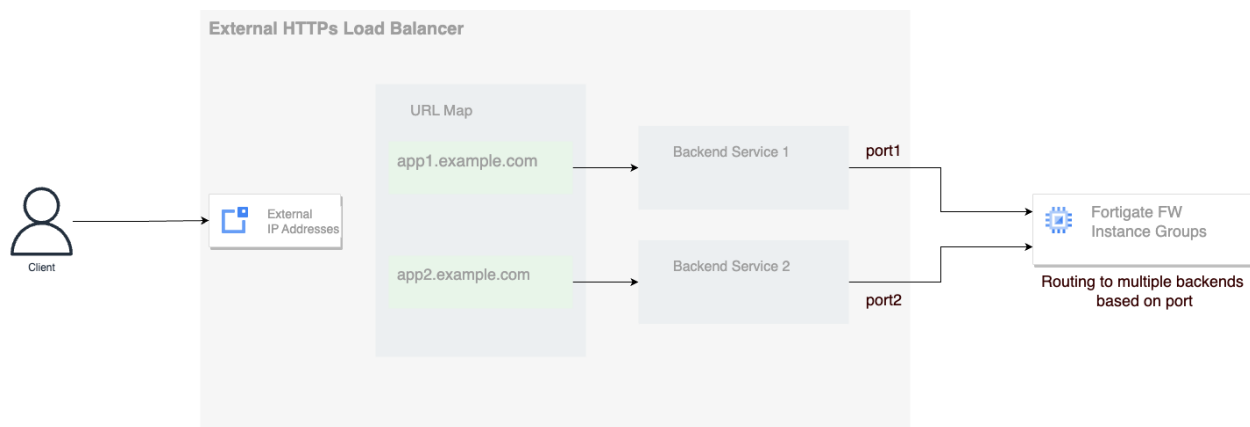 External HTTPs Load Balancer
URL Map
app1.example.com
Backend Service 1
port1
Client
External
IP Addresses
Fortigate FW
Instance Groups
app2.example.com
Backend Service 2
port2
Routing to multiple backends
based on port